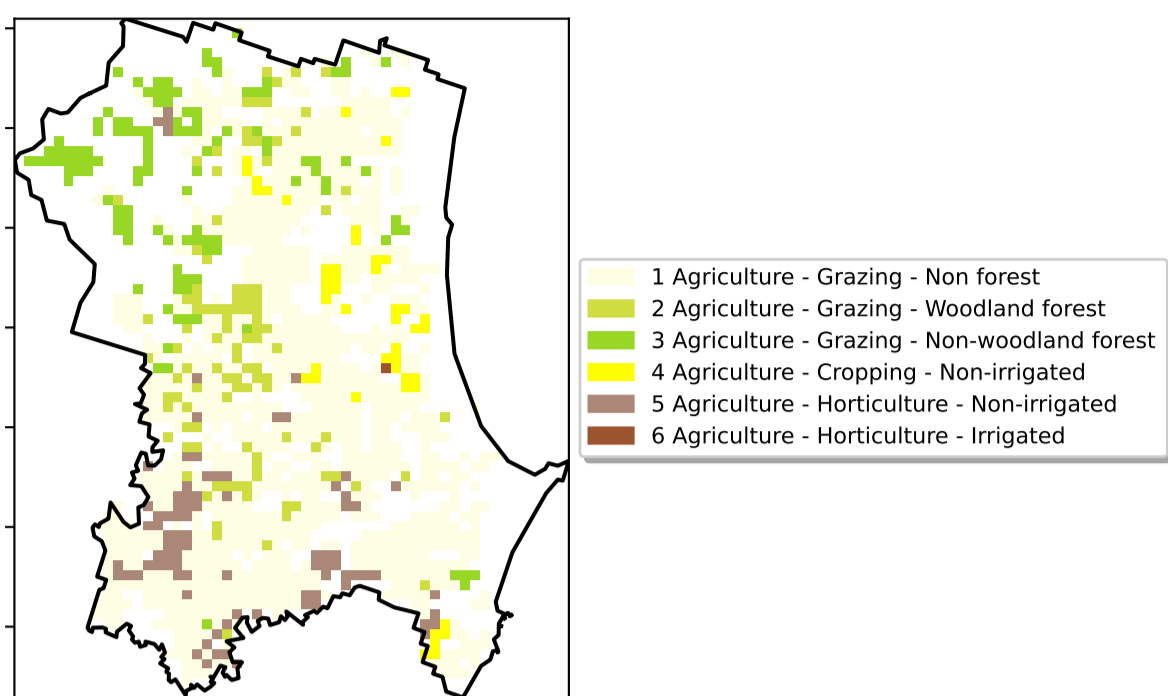 1 Agriculture - Grazing - Non forest
2 Agriculture - Grazing - Woodland forest
3 Agriculture - Grazing - Non-woodland forest
4 Agriculture - Cropping - Non-irrigated
5 Agriculture - Horticulture - Non-irrigated
6 Agriculture - Horticulture - Irrigated